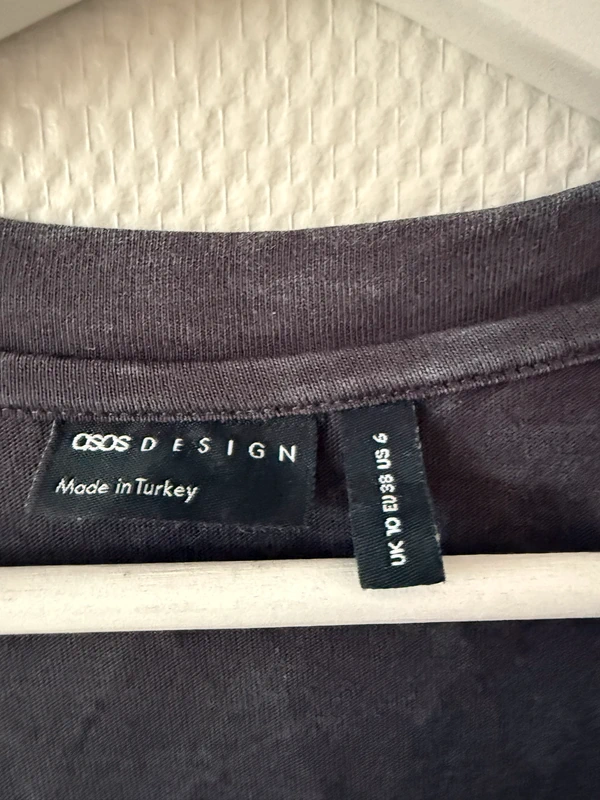 asos DESIGN
Made in Turkey
UK 10 EU 38 US 6